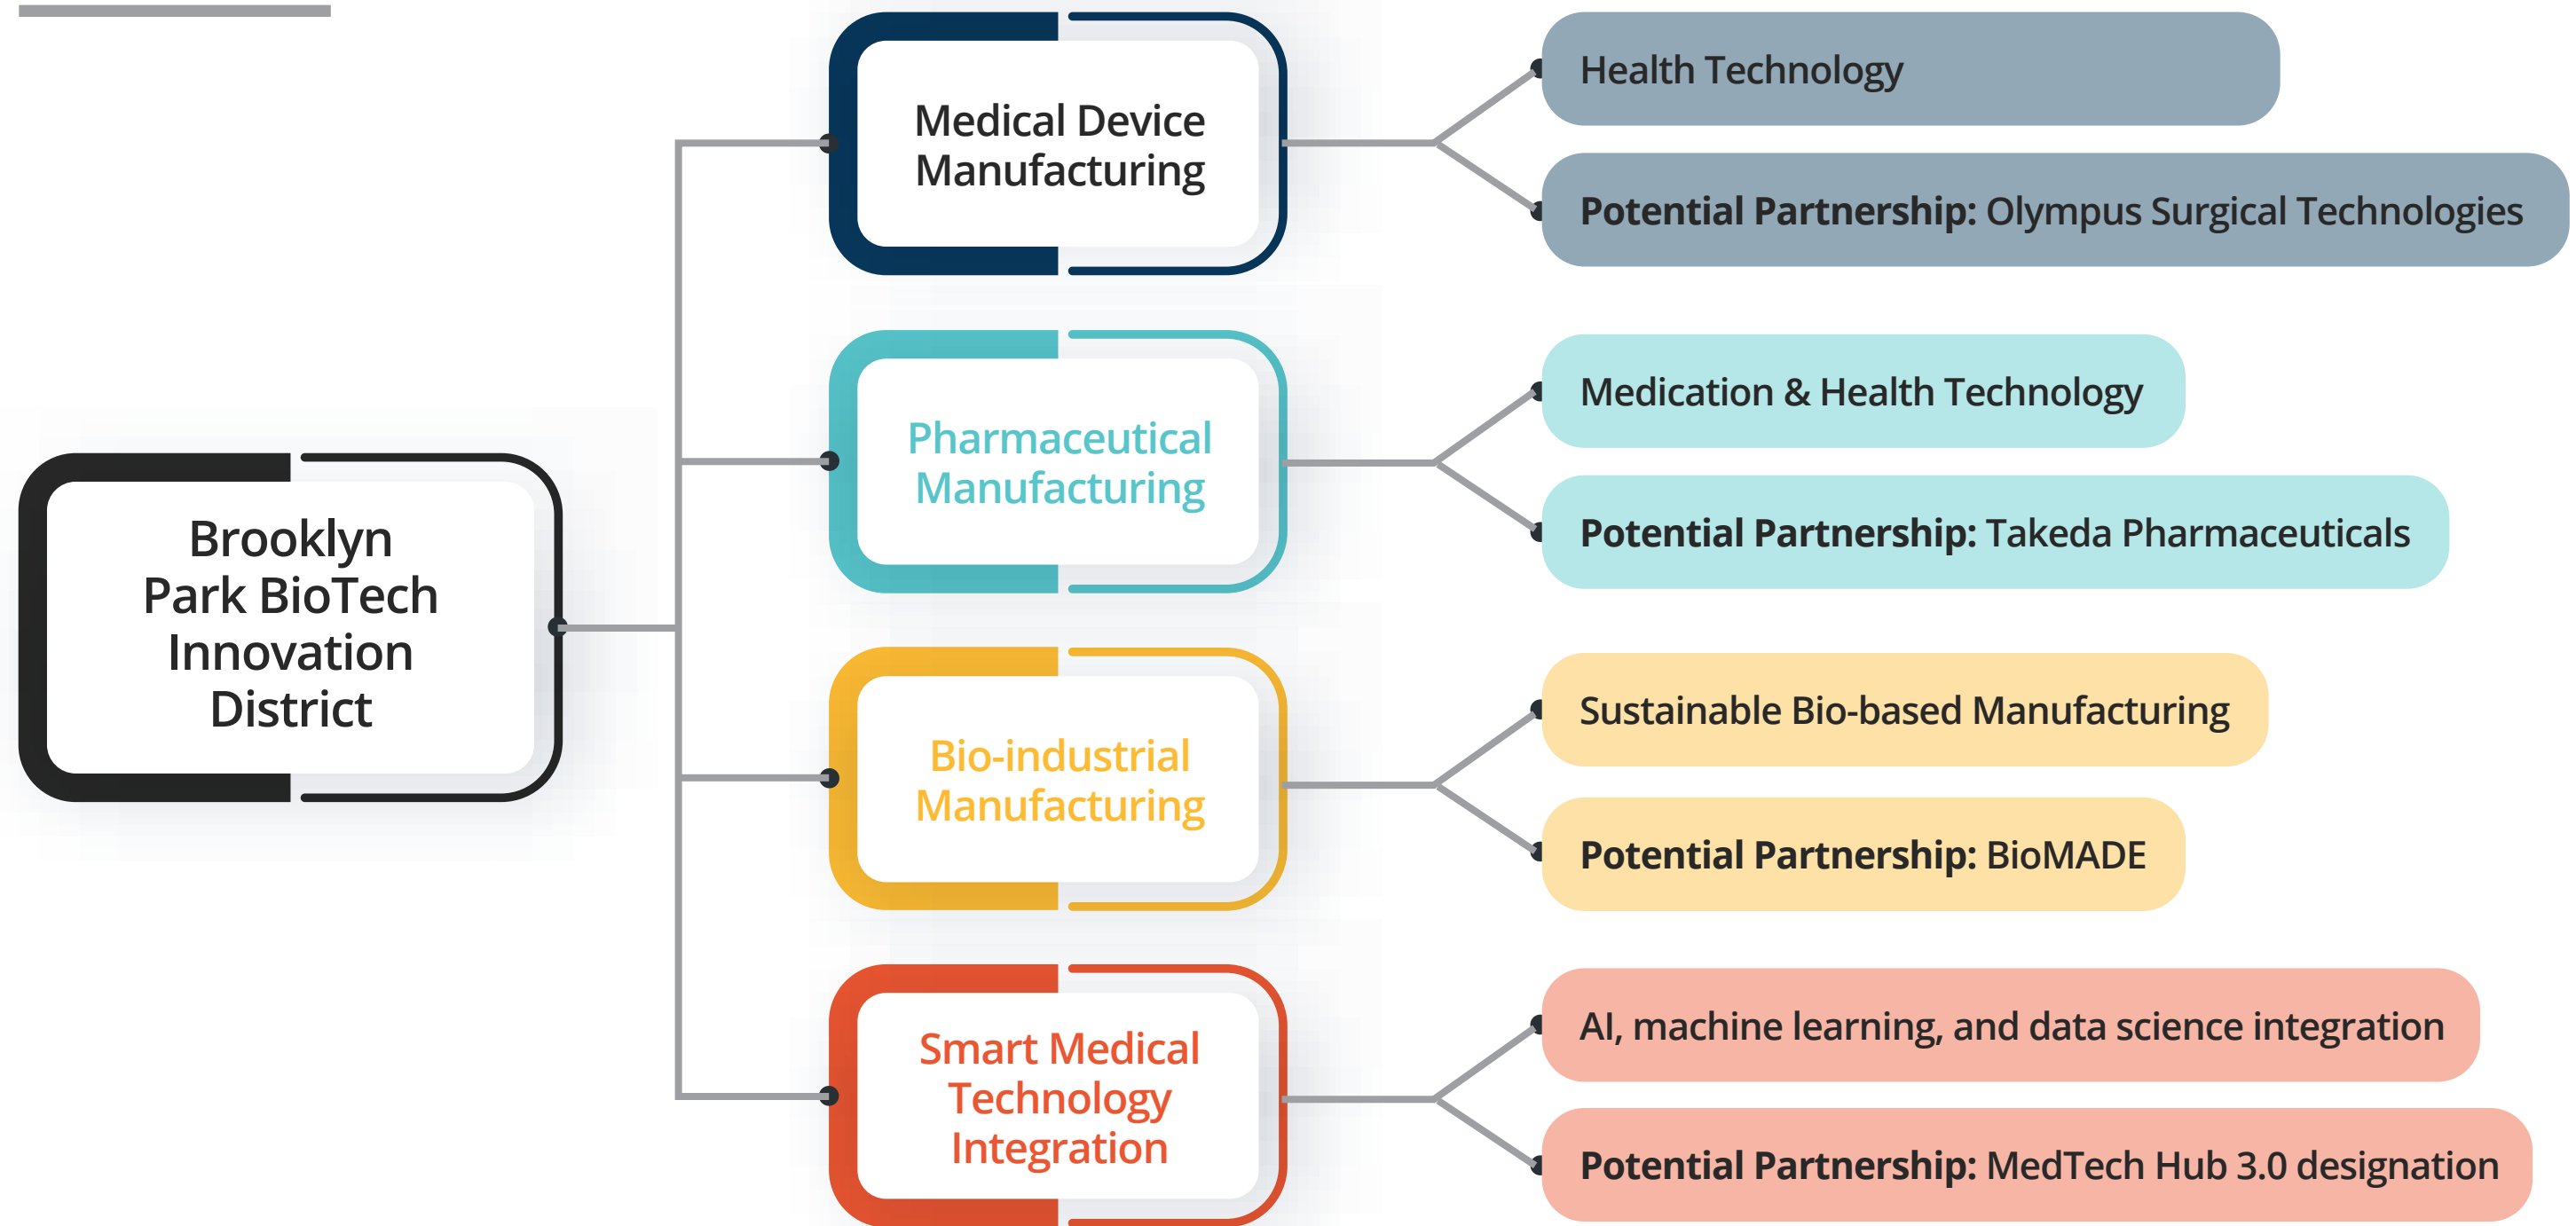 Brooklyn
Park BioTech
Innovation
District
Medical Device
Manufacturing
Health Technology
Potential Partnership: Olympus Surgical Technologies
Pharmaceutical
Manufacturing
Medication & Health Technology
Potential Partnership: Takeda Pharmaceuticals
Bio-industrial
Manufacturing
Sustainable Bio-based Manufacturing
Potential Partnership: BioMADE
Smart Medical
Technology
Integration
AI, machine learning, and data science integration
Potential Partnership: MedTech Hub 3.0 designation